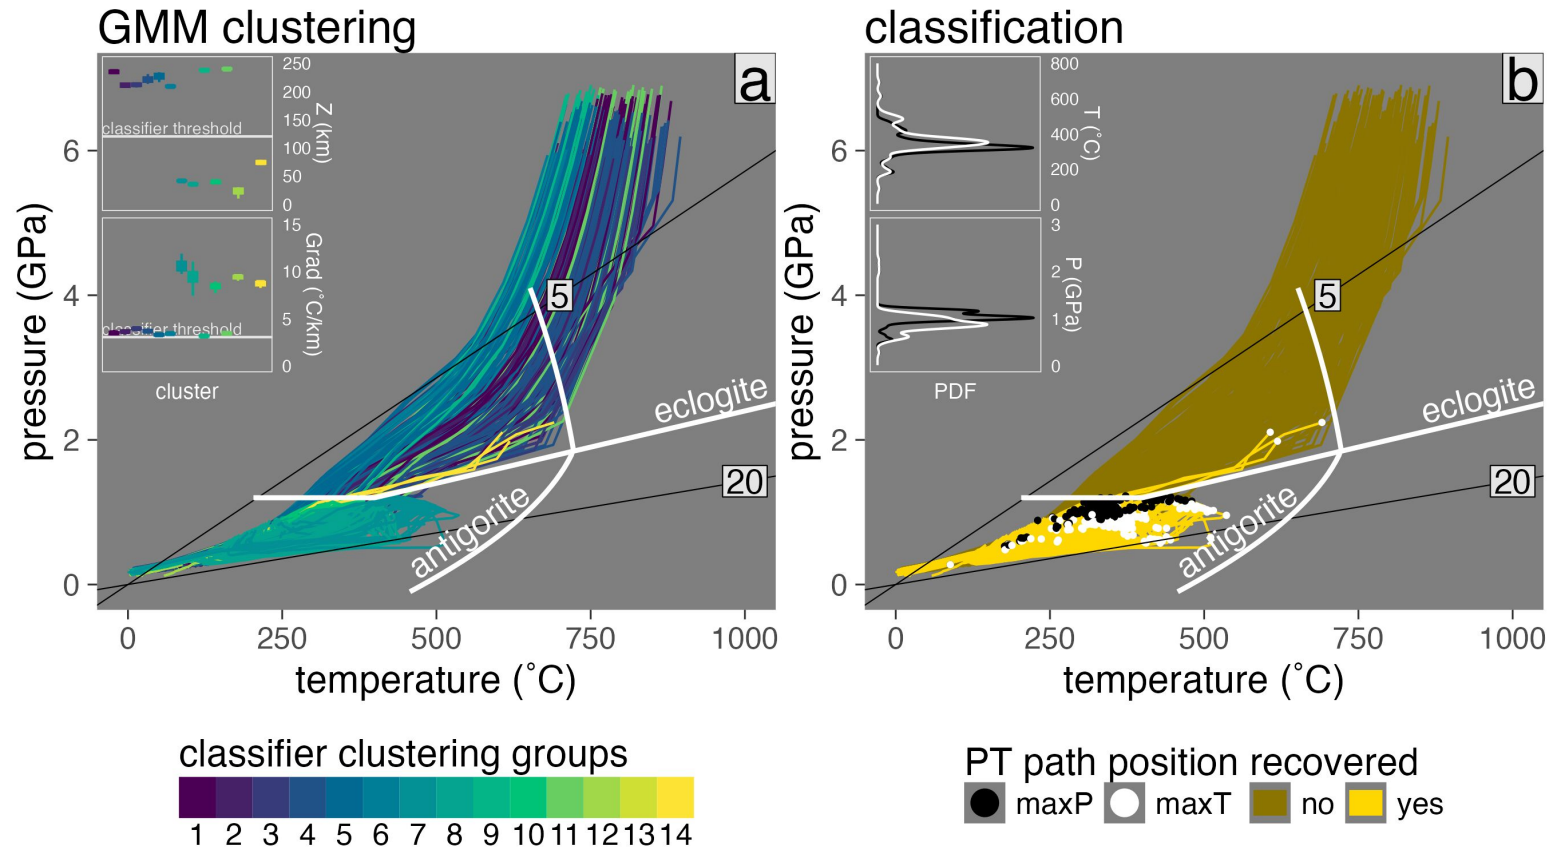 GMM clustering
classification
a
b
250
200
150
100
50
0
Z (km)
classifier threshold
15
10
5
0
Grad (˚C/km)
classifier threshold
cluster
800
600
400
200
0
T (˚C)
3
2
1
0
P (GPa)
PDF
5
20
eclogite
antigorite
5
20
eclogite
antigorite
6
4
2
0
pressure (GPa)
6
4
2
0
pressure (GPa)
0 250 500 750 1000
temperature (˚C)
0 250 500 750 1000
temperature (˚C)
classifier clustering groups
1 2 3 4 5 6 7 8 9 10 11 12 13 14
PT path position recovered
maxP maxT no yes